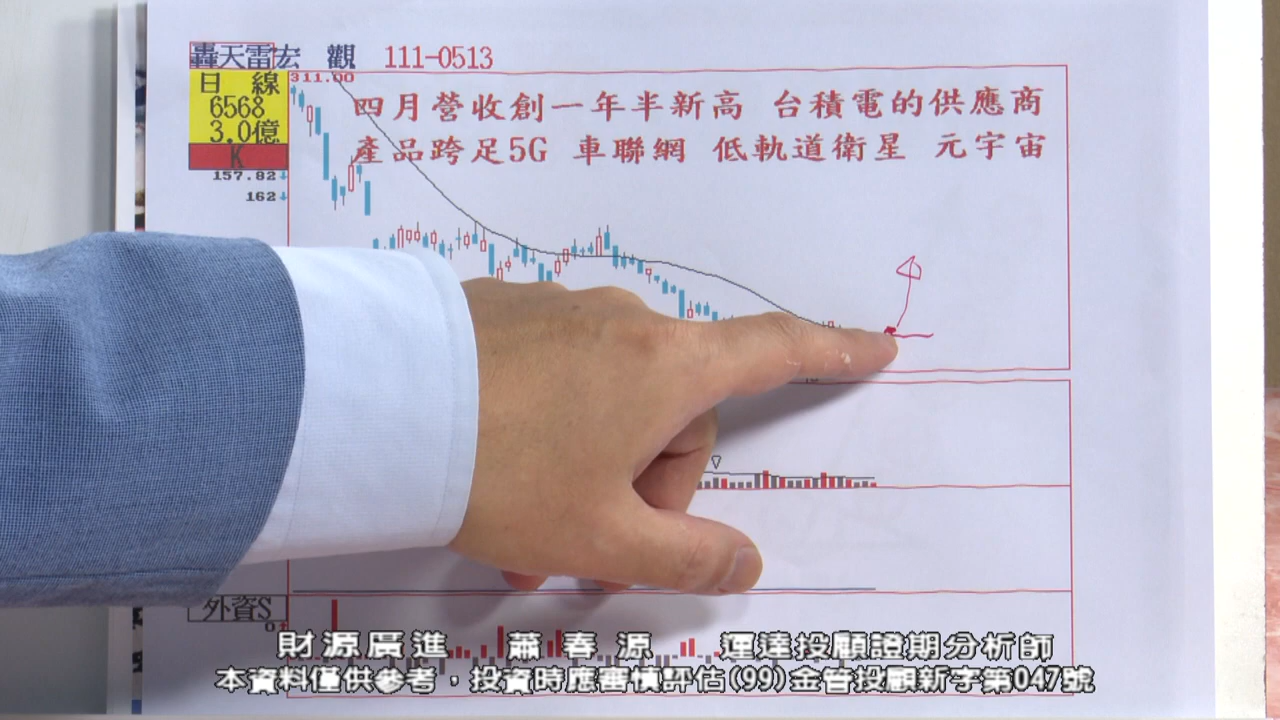 轟天雷宏 觀 111-0513
日 線
6568
3.0億
K
157.82↓
162↓
311.00
四月營收創一年半新高 台積電的供應商
產品跨足5G 車聯網 低軌道衛星 元宇宙
外資S
0
財源廣進 蕭春源 運達投顧證期分析師
本資料僅供參考,投資時應審慎評估(99)金管投顧新字第047號